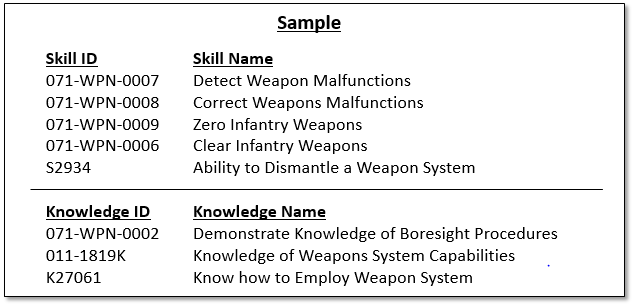 Sample
Skill ID Skill Name
071-WPN-0007 Detect Weapon Malfunctions
071-WPN-0008 Correct Weapons Malfunctions
071-WPN-0009 Zero Infantry Weapons
071-WPN-0006 Clear Infantry Weapons
S2934 Ability to Dismantle a Weapon System
Knowledge ID Knowledge Name
071-WPN-0002 Demonstrate Knowledge of Boresight Procedures
011-1819K Knowledge of Weapons System Capabilities
K27061 Know how to Employ Weapon System